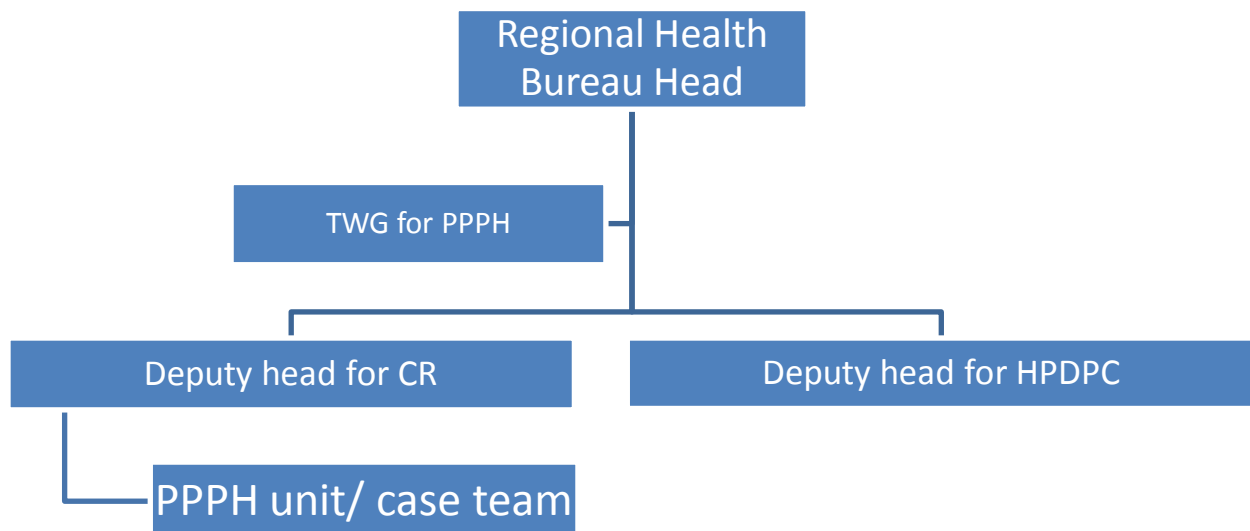 Regional Health
Bureau Head
TWG for PPPH
Deputy head for CR
Deputy head for HPDPC
PPPH unit/ case team